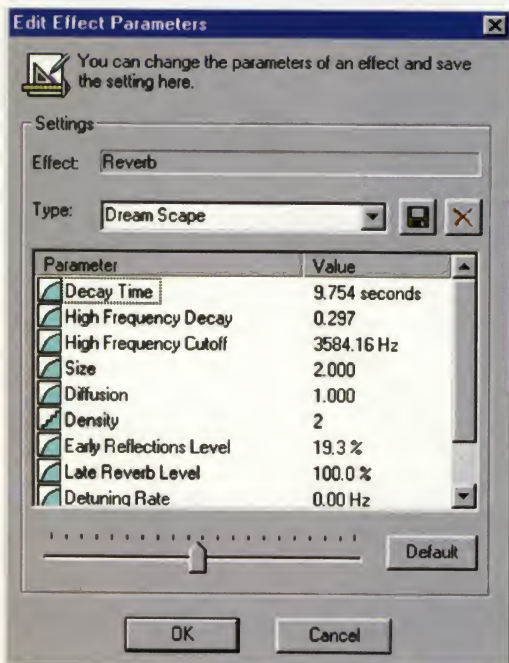 Edit Effect Parameters
You can change the parameters of an effect and save
the setting here.
Settings
Effect: Reverb
Type: Dream Scape
Parameter Value
Decay Time 9.754 seconds
High Frequency Decay 0.297
High Frequency Cutoff 3584.16 Hz
Size 2.000
Diffusion 1.000
Density 2
Early Reflections Level 19.3 %
Late Reverb Level 100.0 %
Detuning Rate 0.00 Hz
Default
OK Cancel